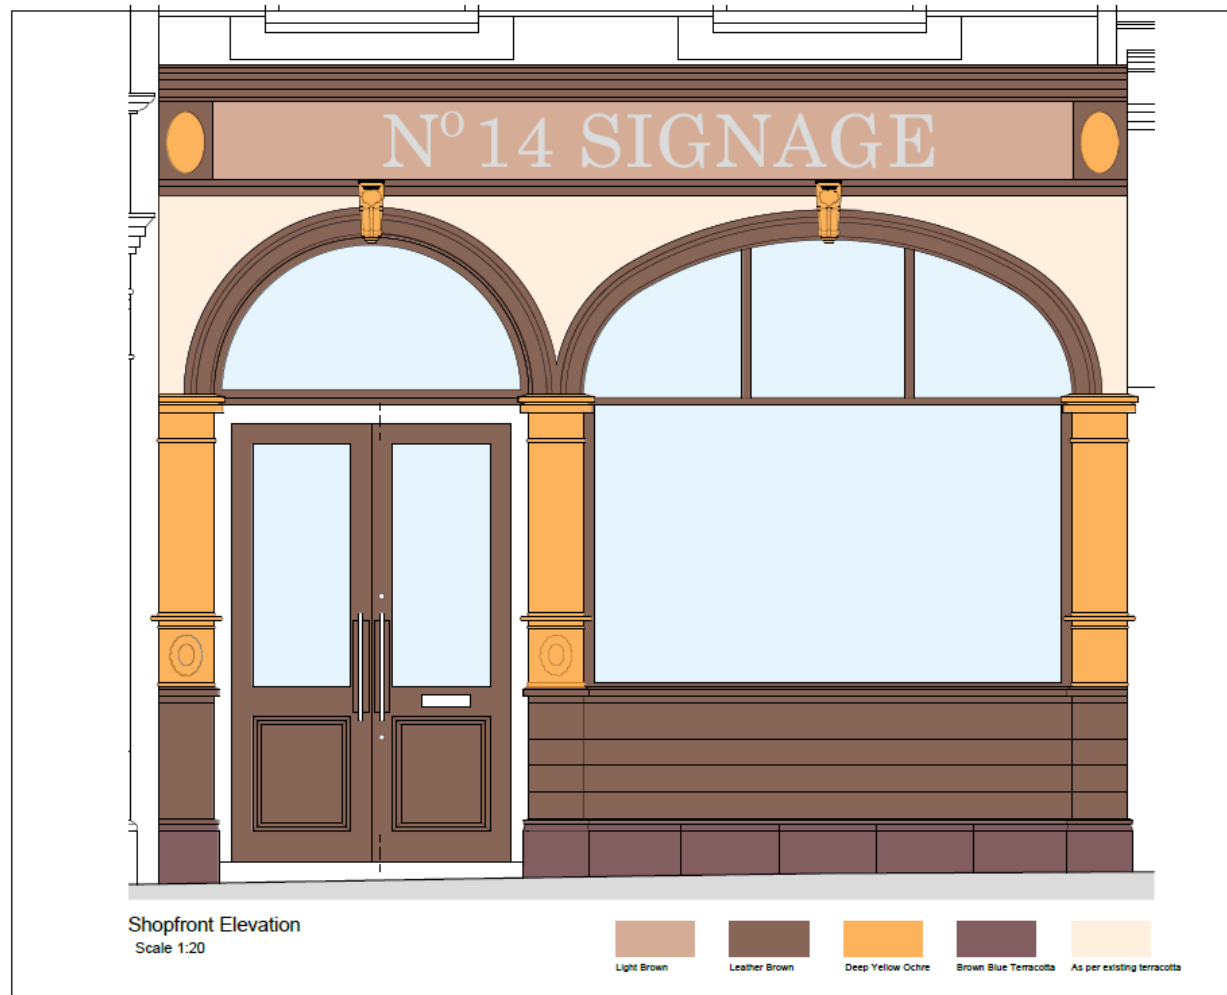 Nº 14 SIGNAGE
Shopfront Elevation
Scale 1:20
Light Brown
Leather Brown
Deep Yellow Ochre
Brown Blue Terracotta
As per existing terracotta